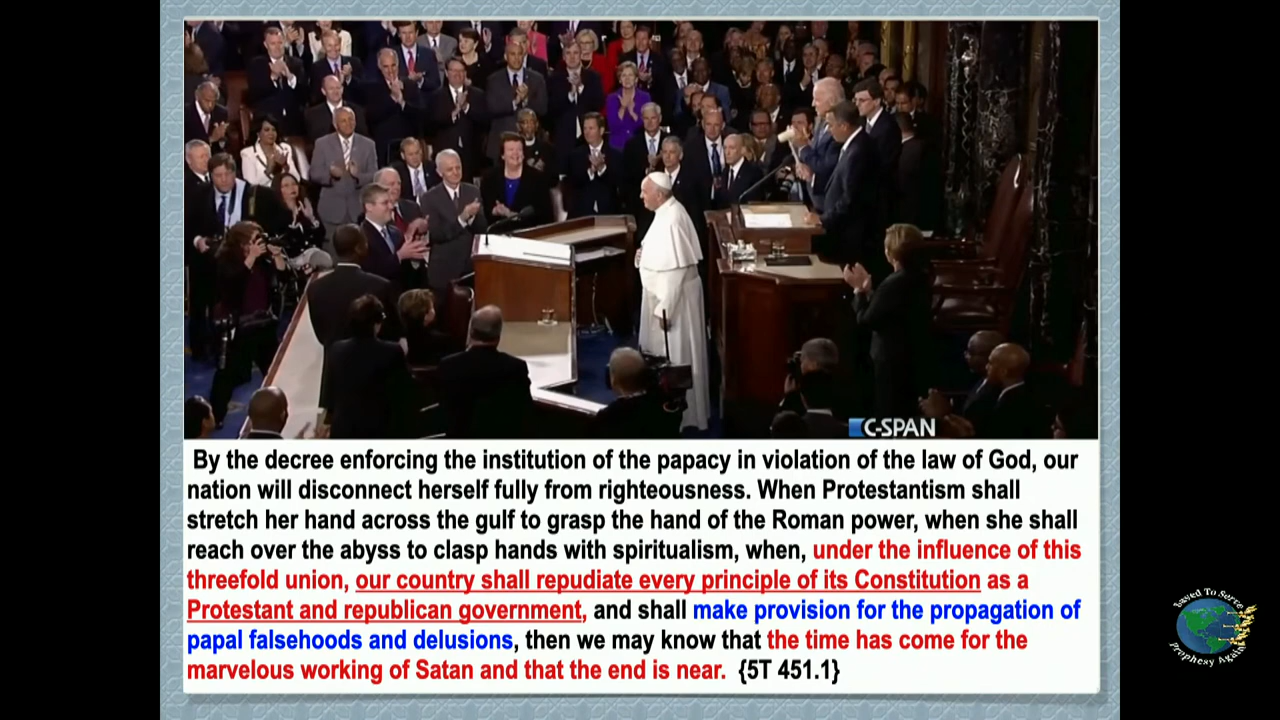 C-SPAN
By the decree enforcing the institution of the papacy in violation of the law of God, our
nation will disconnect herself fully from righteousness. When Protestantism shall
stretch her hand across the gulf to grasp the hand of the Roman power, when she shall
reach over the abyss to clasp hands with spiritualism, when, under the influence of this
threefold union, our country shall repudiate every principle of its Constitution as a
Protestant and republican government, and shall make provision for the propagation of
papal falsehoods and delusions, then we may know that the time has come for the
marvelous working of Satan and that the end is near. {5T 451.1}
Saved To Serve
Prophesy Again